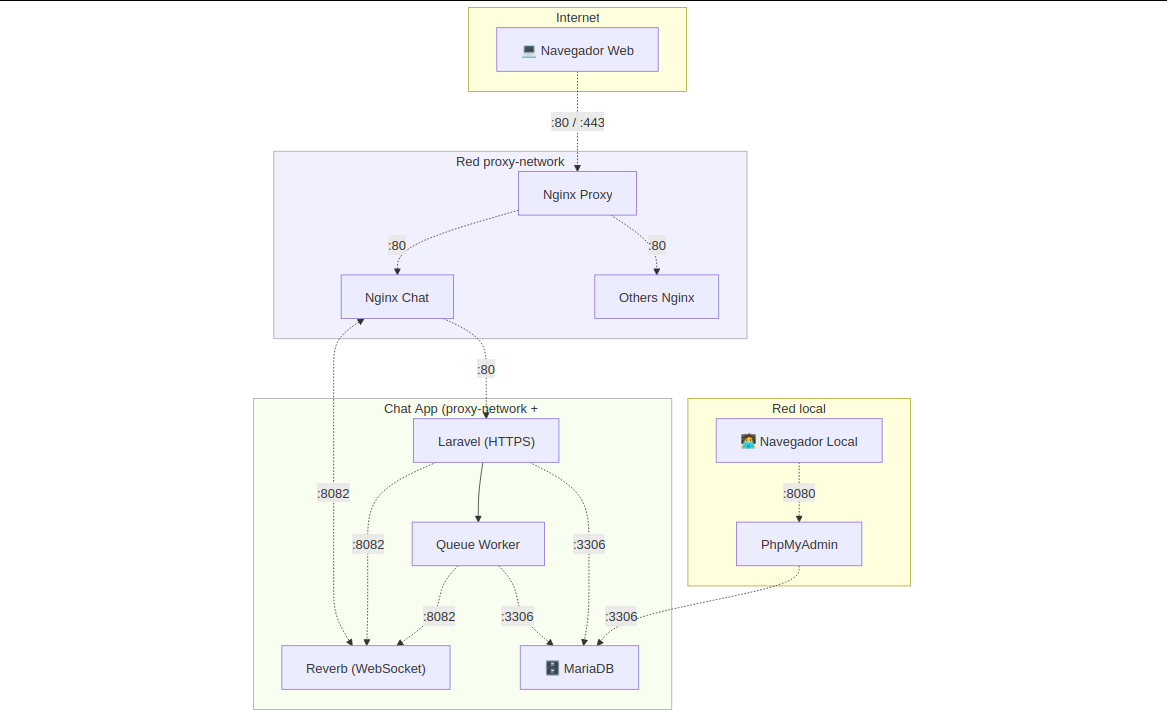 Internet
💻 Navegador Web
:80 / :443
Red proxy-network
Nginx Proxy
:80
:80
Nginx Chat
Others Nginx
:80
Chat App (proxy-network +
Red local
Laravel (HTTPS)
🧑‍💻 Navegador Local
:8082
:8080
:8082
Queue Worker
:3306
PhpMyAdmin
:8082
:3306
:3306
Reverb (WebSocket)
🗄️ MariaDB